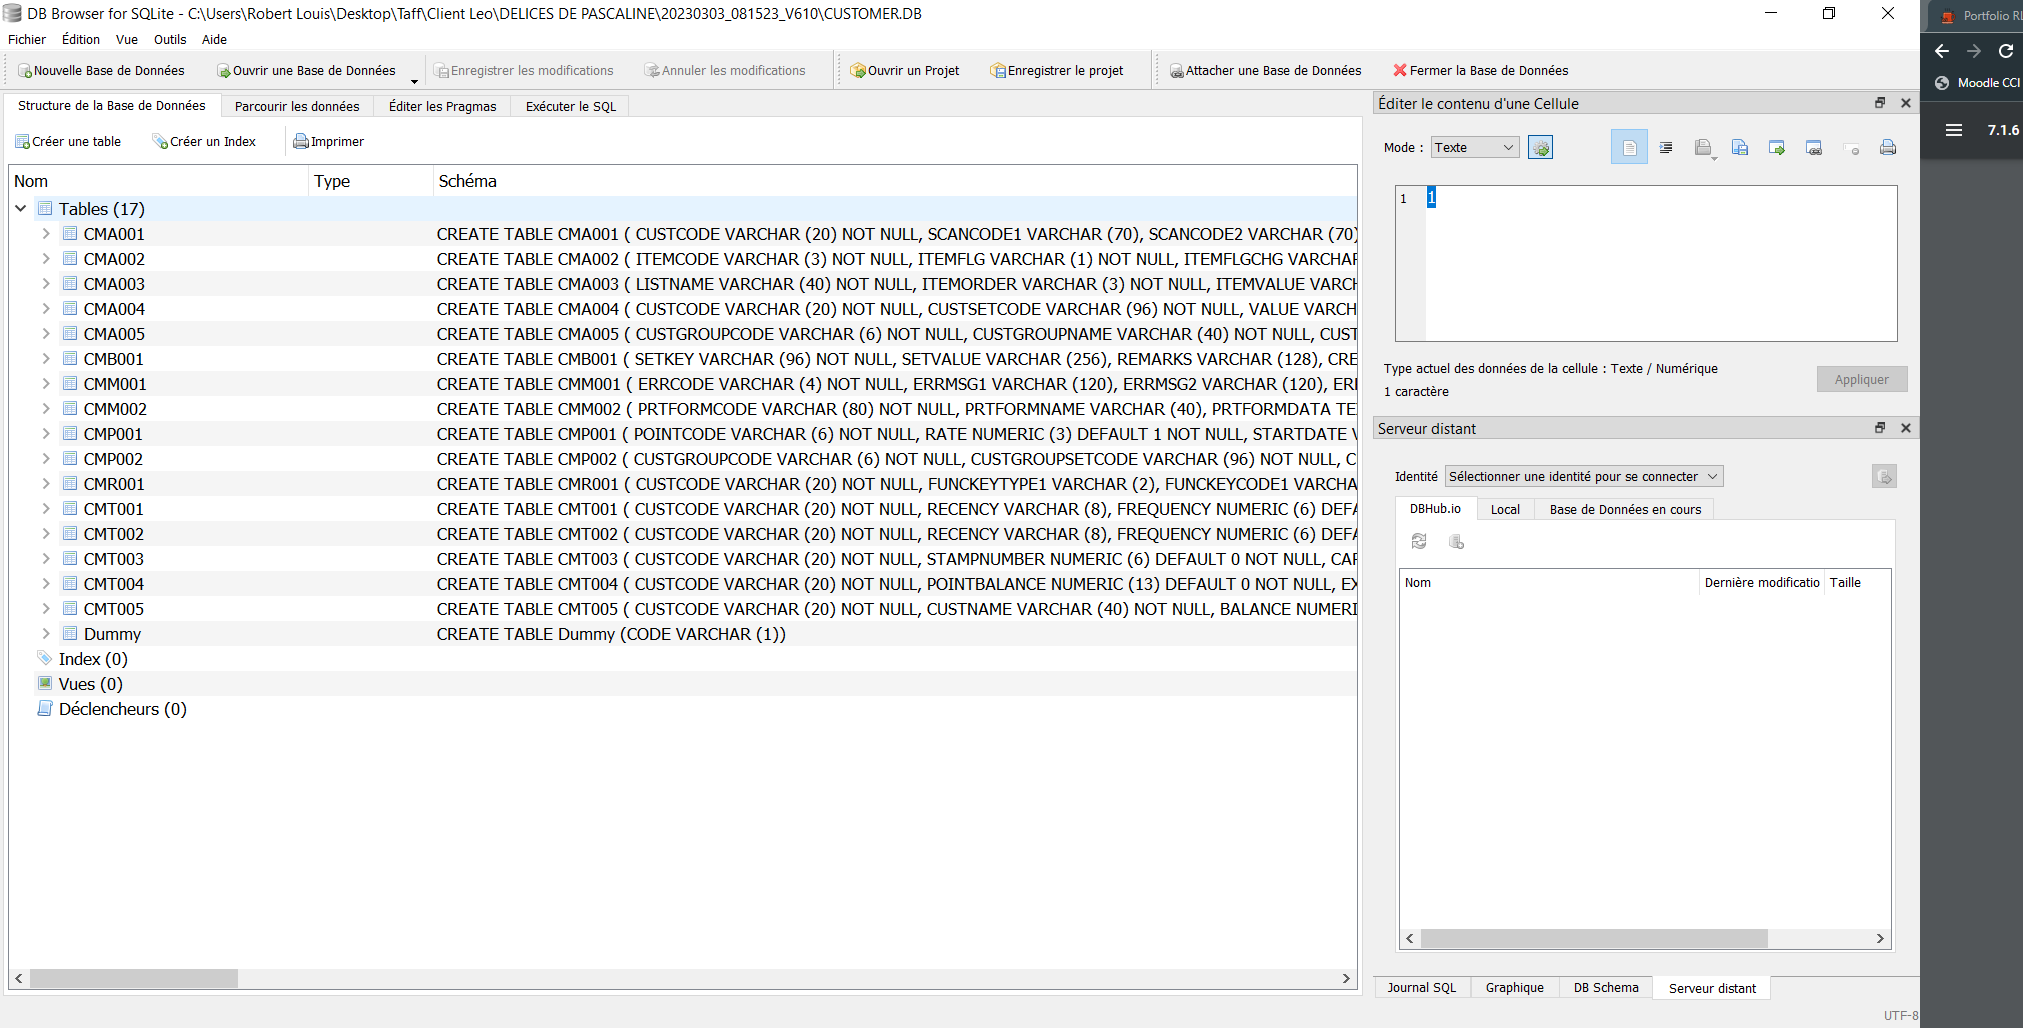 DB Browser for SQLite - C:\Users\Robert Louis\Desktop\Taff\Client Leo\DELICES DE PASCALINE\20230303_081523_V610\CUSTOMER.DB
Portfolio RL
Fichier Édition Vue Outils Aide
Nouvelle Base de Données Ouvrir une Base de Données Enregistrer les modifications Annuler les modifications Ouvrir un Projet Enregistrer le projet Attacher une Base de Données Fermer la Base de Données
Moodle CCI
7.1.6
Structure de la Base de Données Parcourir les données Éditer les Pragmas Exécuter le SQL
Créer une table Créer un Index Imprimer
Nom Type Schéma
Tables (17)
CMA001 CREATE TABLE CMA001 ( CUSTCODE VARCHAR (20) NOT NULL, SCANCODE1 VARCHAR (70), SCANCODE2 VARCHAR (70)
CMA002 CREATE TABLE CMA002 ( ITEMCODE VARCHAR (3) NOT NULL, ITEMFLG VARCHAR (1) NOT NULL, ITEMFLGCHG VARCHAR
CMA003 CREATE TABLE CMA003 ( LISTNAME VARCHAR (40) NOT NULL, ITEMORDER VARCHAR (3) NOT NULL, ITEMVALUE VARCH
CMA004 CREATE TABLE CMA004 ( CUSTCODE VARCHAR (20) NOT NULL, CUSTSETCODE VARCHAR (96) NOT NULL, VALUE VARCH
CMA005 CREATE TABLE CMA005 ( CUSTGROUPCODE VARCHAR (6) NOT NULL, CUSTGROUPNAME VARCHAR (40) NOT NULL, CUST
CMB001 CREATE TABLE CMB001 ( SETKEY VARCHAR (96) NOT NULL, SETVALUE VARCHAR (256), REMARKS VARCHAR (128), CRE
CMM001 CREATE TABLE CMM001 ( ERRCODE VARCHAR (4) NOT NULL, ERRMSG1 VARCHAR (120), ERRMSG2 VARCHAR (120), ERI
CMM002 CREATE TABLE CMM002 ( PRTFORMCODE VARCHAR (80) NOT NULL, PRTFORMNAME VARCHAR (40), PRTFORMDATA TE
CMP001 CREATE TABLE CMP001 ( POINTCODE VARCHAR (6) NOT NULL, RATE NUMERIC (3) DEFAULT 1 NOT NULL, STARTDATE V
CMP002 CREATE TABLE CMP002 ( CUSTGROUPCODE VARCHAR (6) NOT NULL, CUSTGROUPSETCODE VARCHAR (96) NOT NULL, C
CMR001 CREATE TABLE CMR001 ( CUSTCODE VARCHAR (20) NOT NULL, FUNCKEYTYPE1 VARCHAR (2), FUNCKEYCODE1 VARCHA
CMT001 CREATE TABLE CMT001 ( CUSTCODE VARCHAR (20) NOT NULL, RECENCY VARCHAR (8), FREQUENCY NUMERIC (6) DEFA
CMT002 CREATE TABLE CMT002 ( CUSTCODE VARCHAR (20) NOT NULL, RECENCY VARCHAR (8), FREQUENCY NUMERIC (6) DEFA
CMT003 CREATE TABLE CMT003 ( CUSTCODE VARCHAR (20) NOT NULL, STAMPNUMBER NUMERIC (6) DEFAULT 0 NOT NULL, CAF
CMT004 CREATE TABLE CMT004 ( CUSTCODE VARCHAR (20) NOT NULL, POINTBALANCE NUMERIC (13) DEFAULT 0 NOT NULL, EX
CMT005 CREATE TABLE CMT005 ( CUSTCODE VARCHAR (20) NOT NULL, CUSTNAME VARCHAR (40) NOT NULL, BALANCE NUMERI
Dummy CREATE TABLE Dummy (CODE VARCHAR (1))
Index (0)
Vues (0)
Déclencheurs (0)
Éditer le contenu d'une Cellule
Mode : Texte
1 1
Type actuel des données de la cellule : Texte / Numérique
1 caractère
Appliquer
Serveur distant
Identité Sélectionner une identité pour se connecter
DBHub.io Local Base de Données en cours
Nom Dernière modificatio Taille
Journal SQL Graphique DB Schema Serveur distant
UTF-8